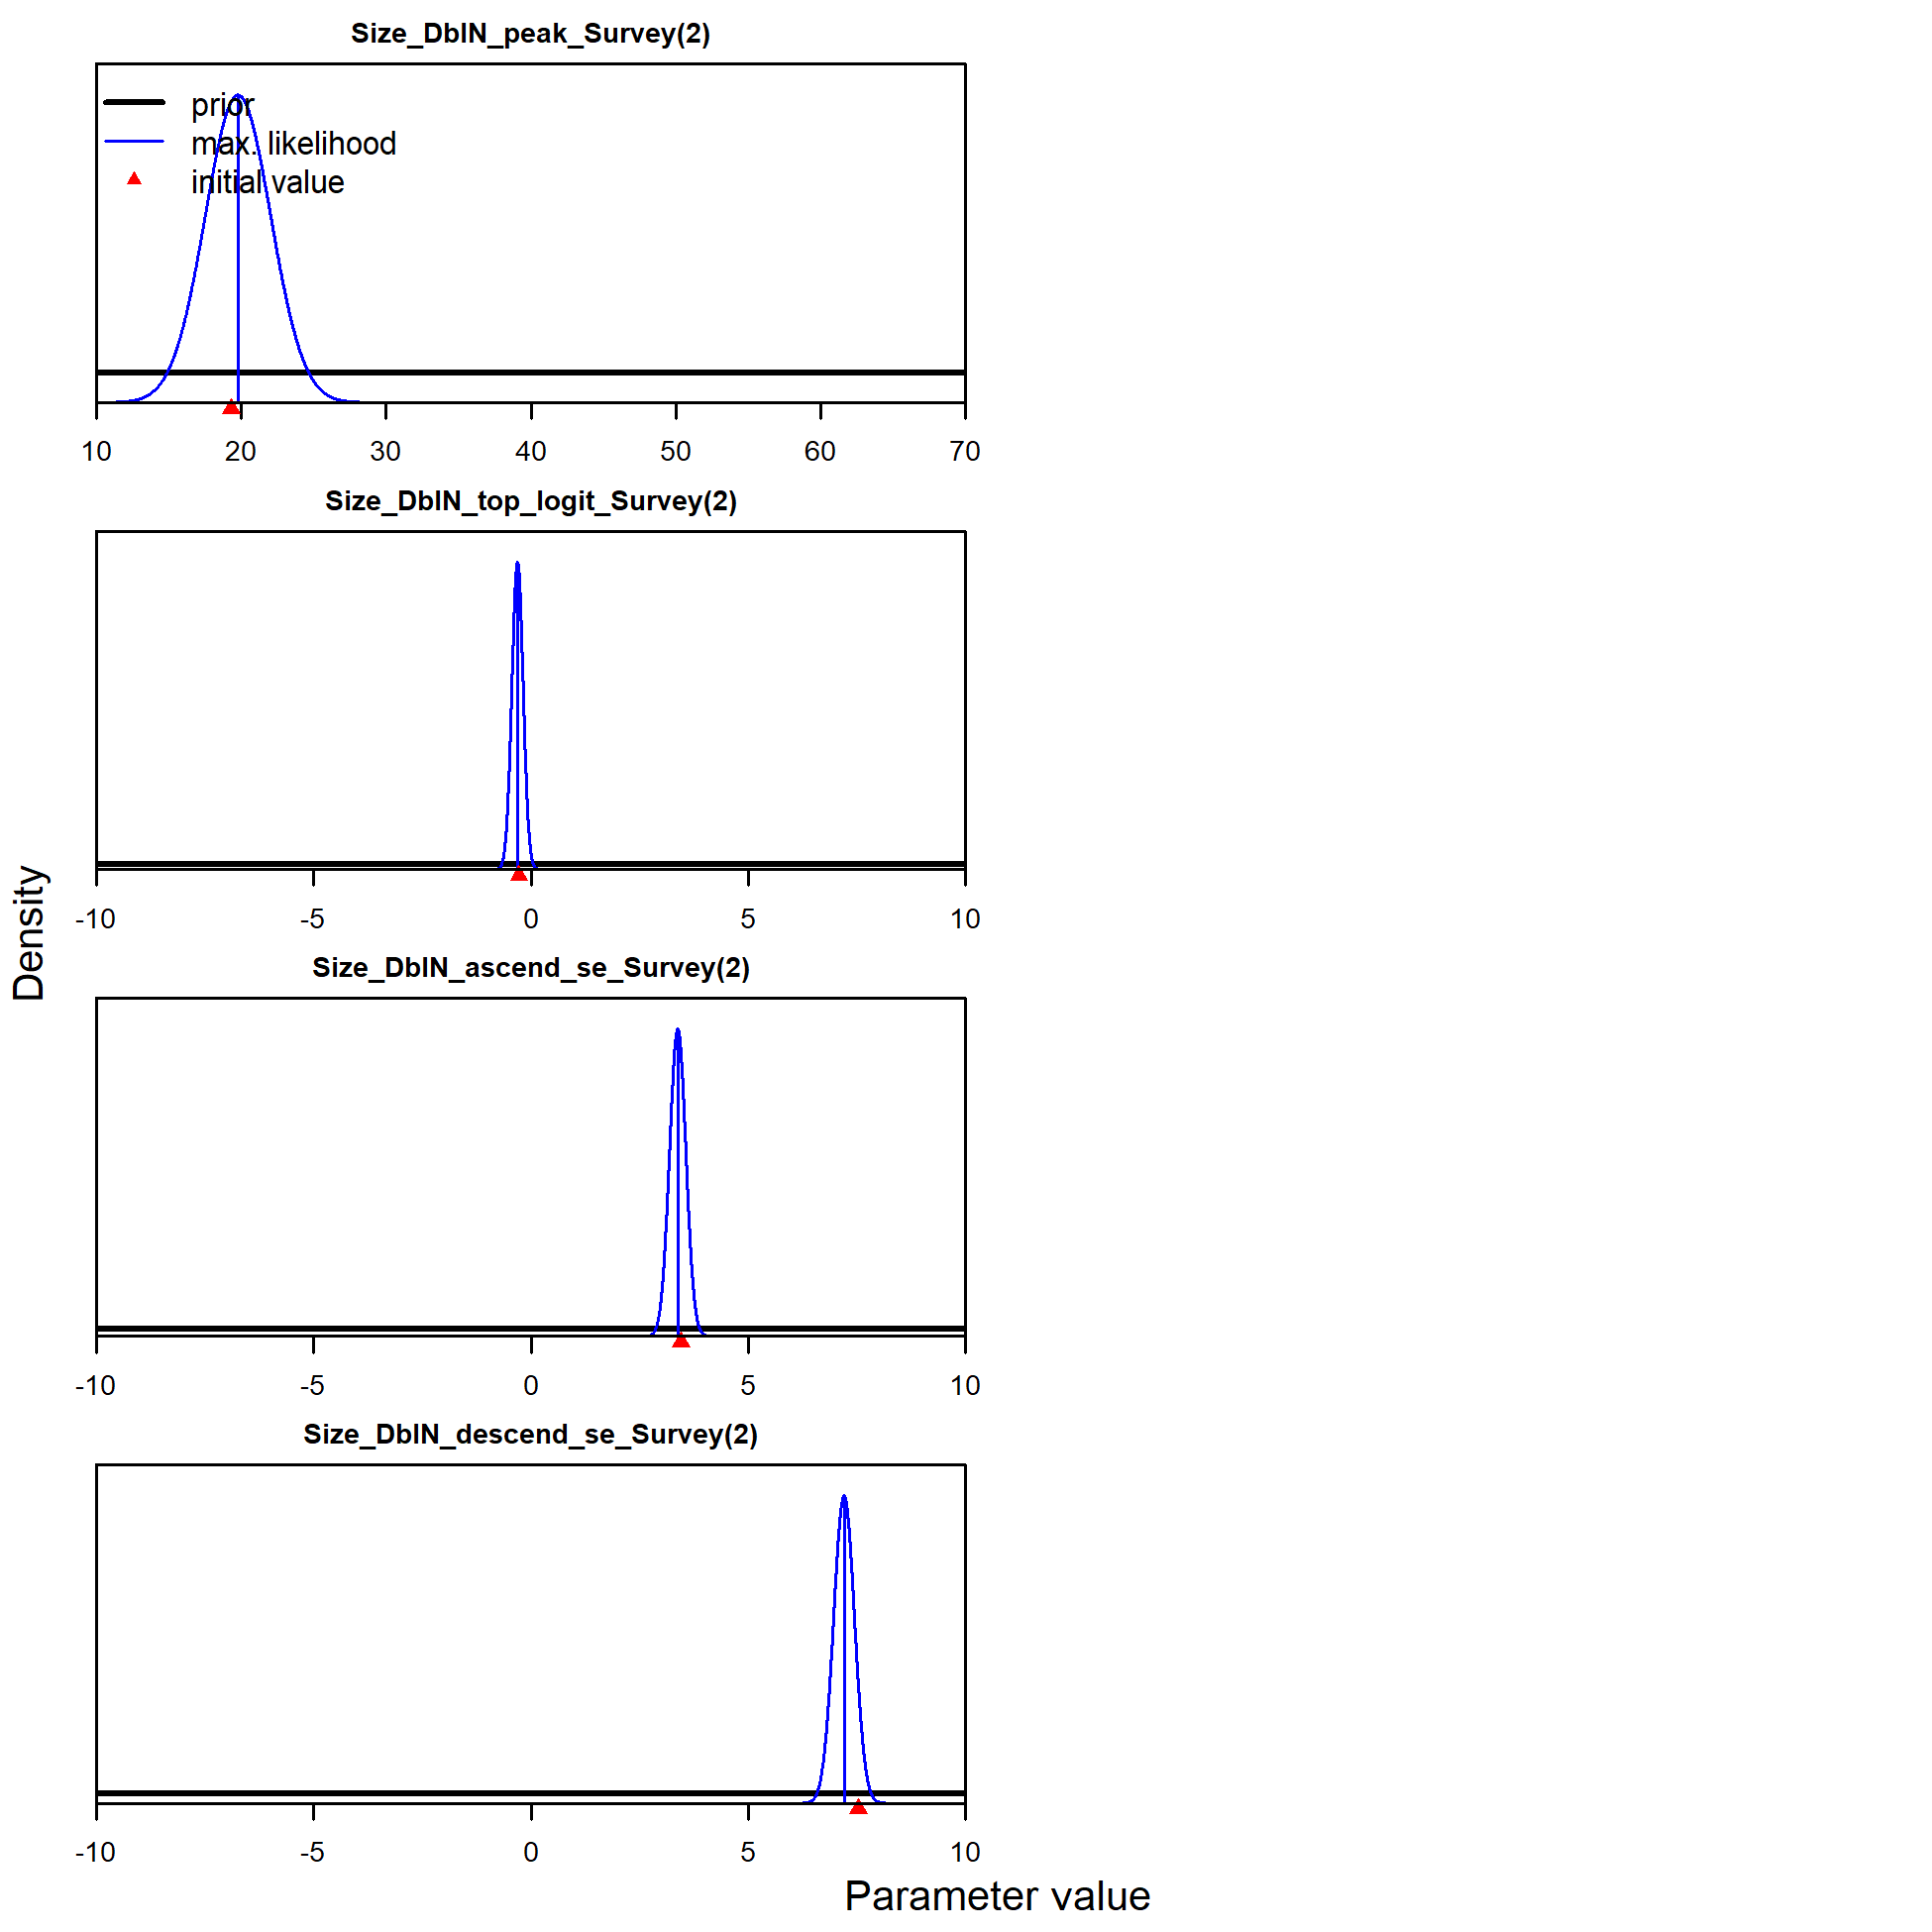 Size_DblN_peak_Survey(2)
prior
max. likelihood
initial value
10 20 30 40 50 60 70
Size_DblN_top_logit_Survey(2)
-10 -5 0 5 10
Density
Size_DblN_ascend_se_Survey(2)
-10 -5 0 5 10
Size_DblN_descend_se_Survey(2)
-10 -5 0 5 10
Parameter value